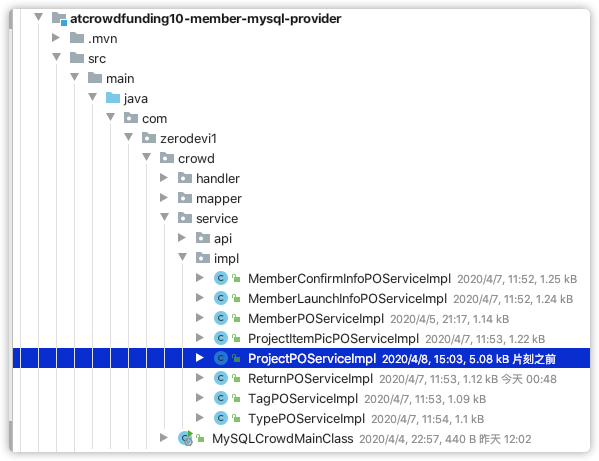 atcrowdfunding10-member-mysql-provider
.mvn
src
main
java
com
zerodevi1
crowd
handler
mapper
service
api
impl
MemberConfirmInfoPOServiceImpl 2020/4/7, 11:52, 1.25 kB
MemberLaunchInfoPOServiceImpl 2020/4/7, 11:52, 1.24 kB
MemberPOServiceImpl 2020/4/5, 21:17, 1.14 kB
ProjectItemPicPOServiceImpl 2020/4/7, 11:53, 1.22 kB
ProjectPOServiceImpl 2020/4/8, 15:03, 5.08 kB 片刻之前
ReturnPOServiceImpl 2020/4/7, 11:53, 1.12 kB 今天 00:48
TagPOServiceImpl 2020/4/7, 11:53, 1.09 kB
TypePOServiceImpl 2020/4/7, 11:54, 1.1 kB
MySQLCrowdMainClass 2020/4/4, 22:57, 440 B 昨天 12:02